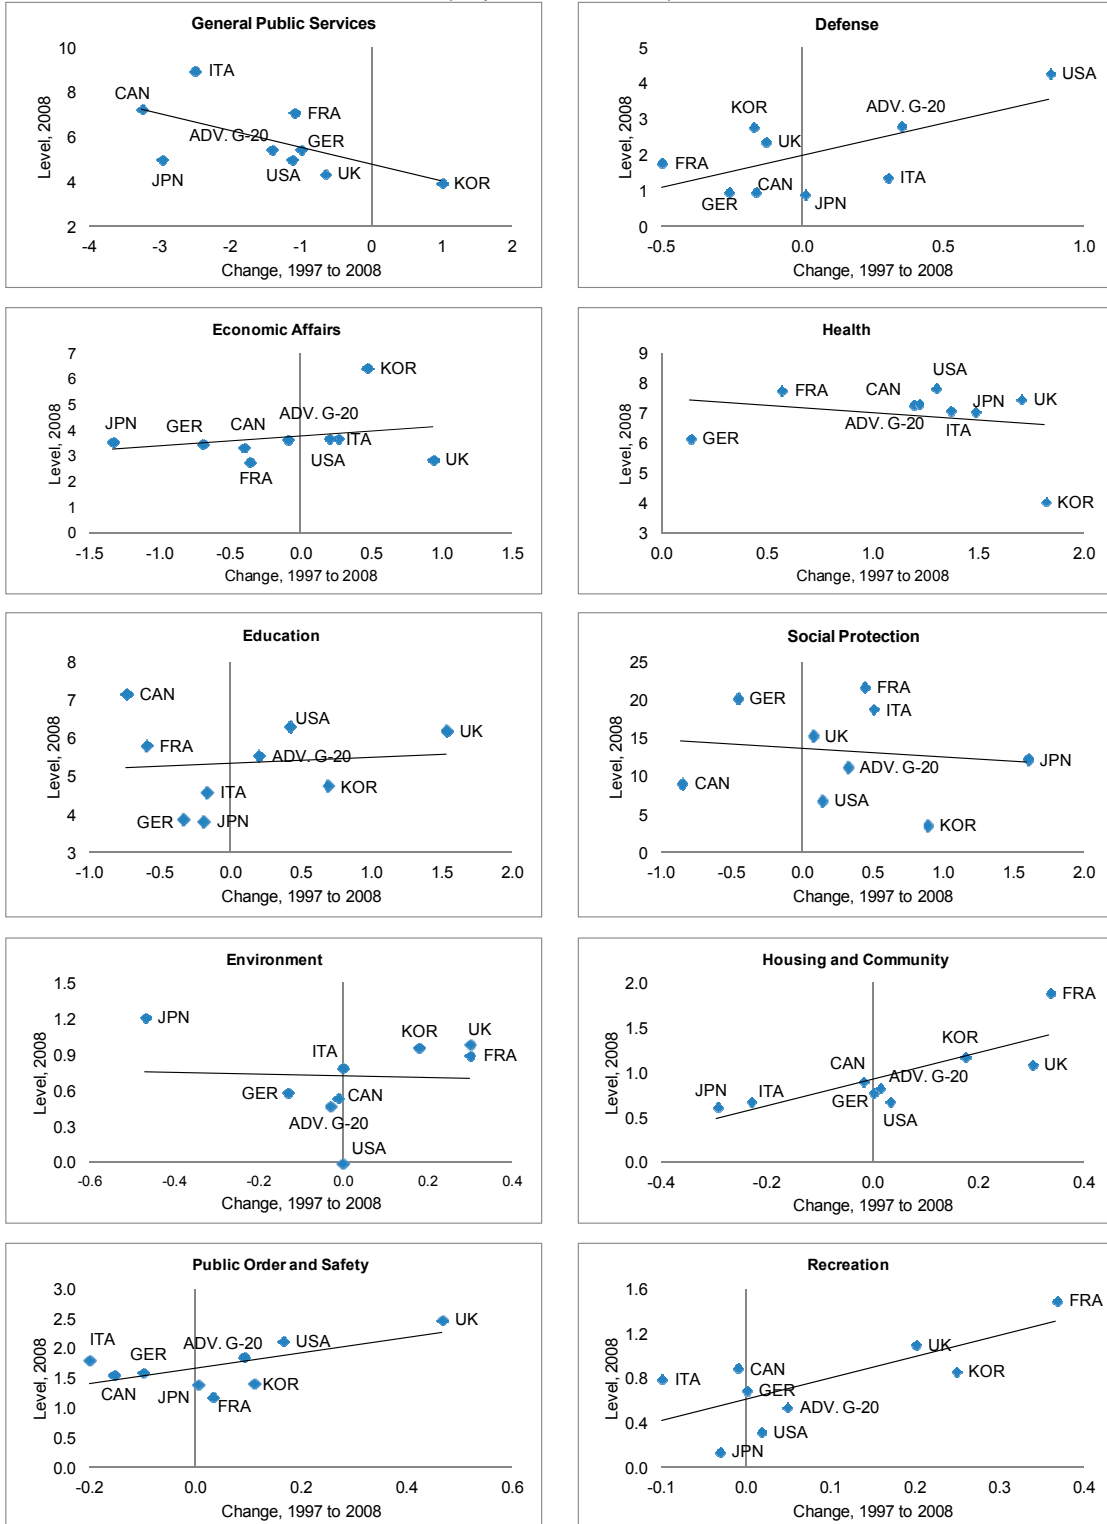 General Public Services
10
8
6
4
2
Level, 2008
ITA
CAN
FRA
ADV. G-20
GER
JPN
USA
UK
KOR
-4 -3 -2 -1 0 1 2
Change, 1997 to 2008
Defense
5
4
3
2
1
0
Level, 2008
USA
KOR
ADV. G-20
UK
FRA
ITA
CAN
GER
JPN
-0.5 0.0 0.5 1.0
Change, 1997 to 2008
Economic Affairs
7
6
5
4
3
2
1
0
Level, 2008
KOR
ADV. G-20
JPN
GER
CAN
ITA
FRA
USA
UK
-1.5 -1.0 -0.5 0.0 0.5 1.0 1.5
Change, 1997 to 2008
Health
9
8
7
6
5
4
3
Level, 2008
USA
FRA
CAN
JPN
UK
ADV. G-20
ITA
GER
KOR
0.0 0.5 1.0 1.5 2.0
Change, 1997 to 2008
Education
8
7
6
5
4
3
Level, 2008
CAN
USA
UK
FRA
ADV. G-20
ITA
KOR
GER
JPN
-1.0 -0.5 0.0 0.5 1.0 1.5 2.0
Change, 1997 to 2008
Social Protection
25
20
15
10
5
0
Level, 2008
FRA
GER
ITA
UK
ADV. G-20
JPN
CAN
USA
KOR
-1.0 -0.5 0.0 0.5 1.0 1.5 2.0
Change, 1997 to 2008
Environment
1.5
1.2
0.9
0.6
0.3
0.0
Level, 2008
JPN
KOR
UK
ITA
FRA
GER
CAN
ADV. G-20
USA
-0.6 -0.4 -0.2 0.0 0.2 0.4
Change, 1997 to 2008
Housing and Community
2.0
1.5
1.0
0.5
0.0
Level, 2008
FRA
KOR
CAN
ADV. G-20
UK
JPN
ITA
GER
USA
-0.4 -0.2 0.0 0.2 0.4
Change, 1997 to 2008
Public Order and Safety
3.0
2.5
2.0
1.5
1.0
0.5
0.0
Level, 2008
UK
ITA
GER
ADV. G-20
USA
CAN
JPN
FRA
KOR
-0.2 0.0 0.2 0.4 0.6
Change, 1997 to 2008
Recreation
1.6
1.2
0.8
0.4
0.0
Level, 2008
FRA
UK
ITA
CAN
KOR
GER
ADV. G-20
USA
JPN
-0.1 0.0 0.1 0.2 0.3 0.4
Change, 1997 to 2008